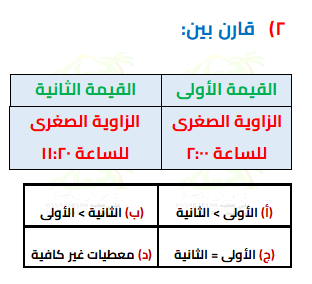 ٢) قارن بين:
القيمة الأولى
القيمة الثانية
الزاوية الصغرى
للساعة ٢:٠٠
الزاوية الصغرى
للساعة ١١:٢٠
(أ) الأولى > الثانية
(ب) الثانية > الأولى
(ج) الأولى = الثانية
(د) معطيات غير كافية